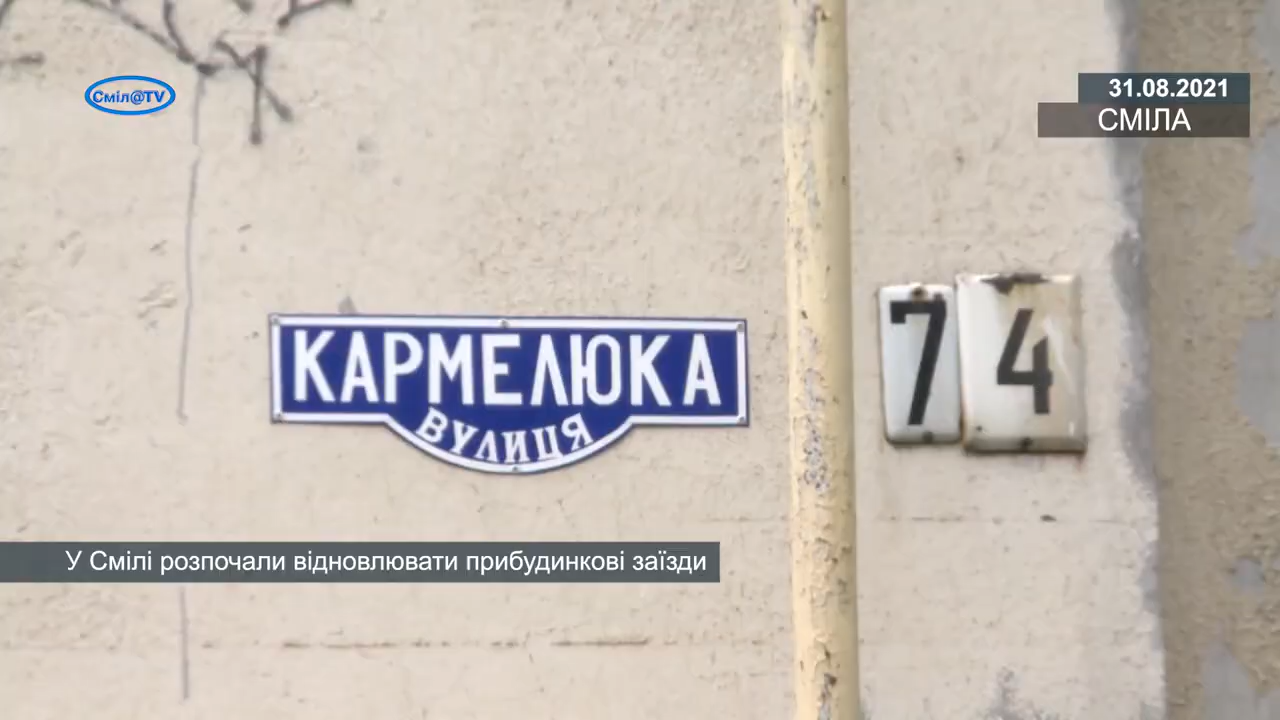 Сміл@TV
31.08.2021
СМІЛА
КАРМЕЛЮКА
ВУЛИЦЯ
74
У Смілі розпочали відновлювати прибудинкові заїзди